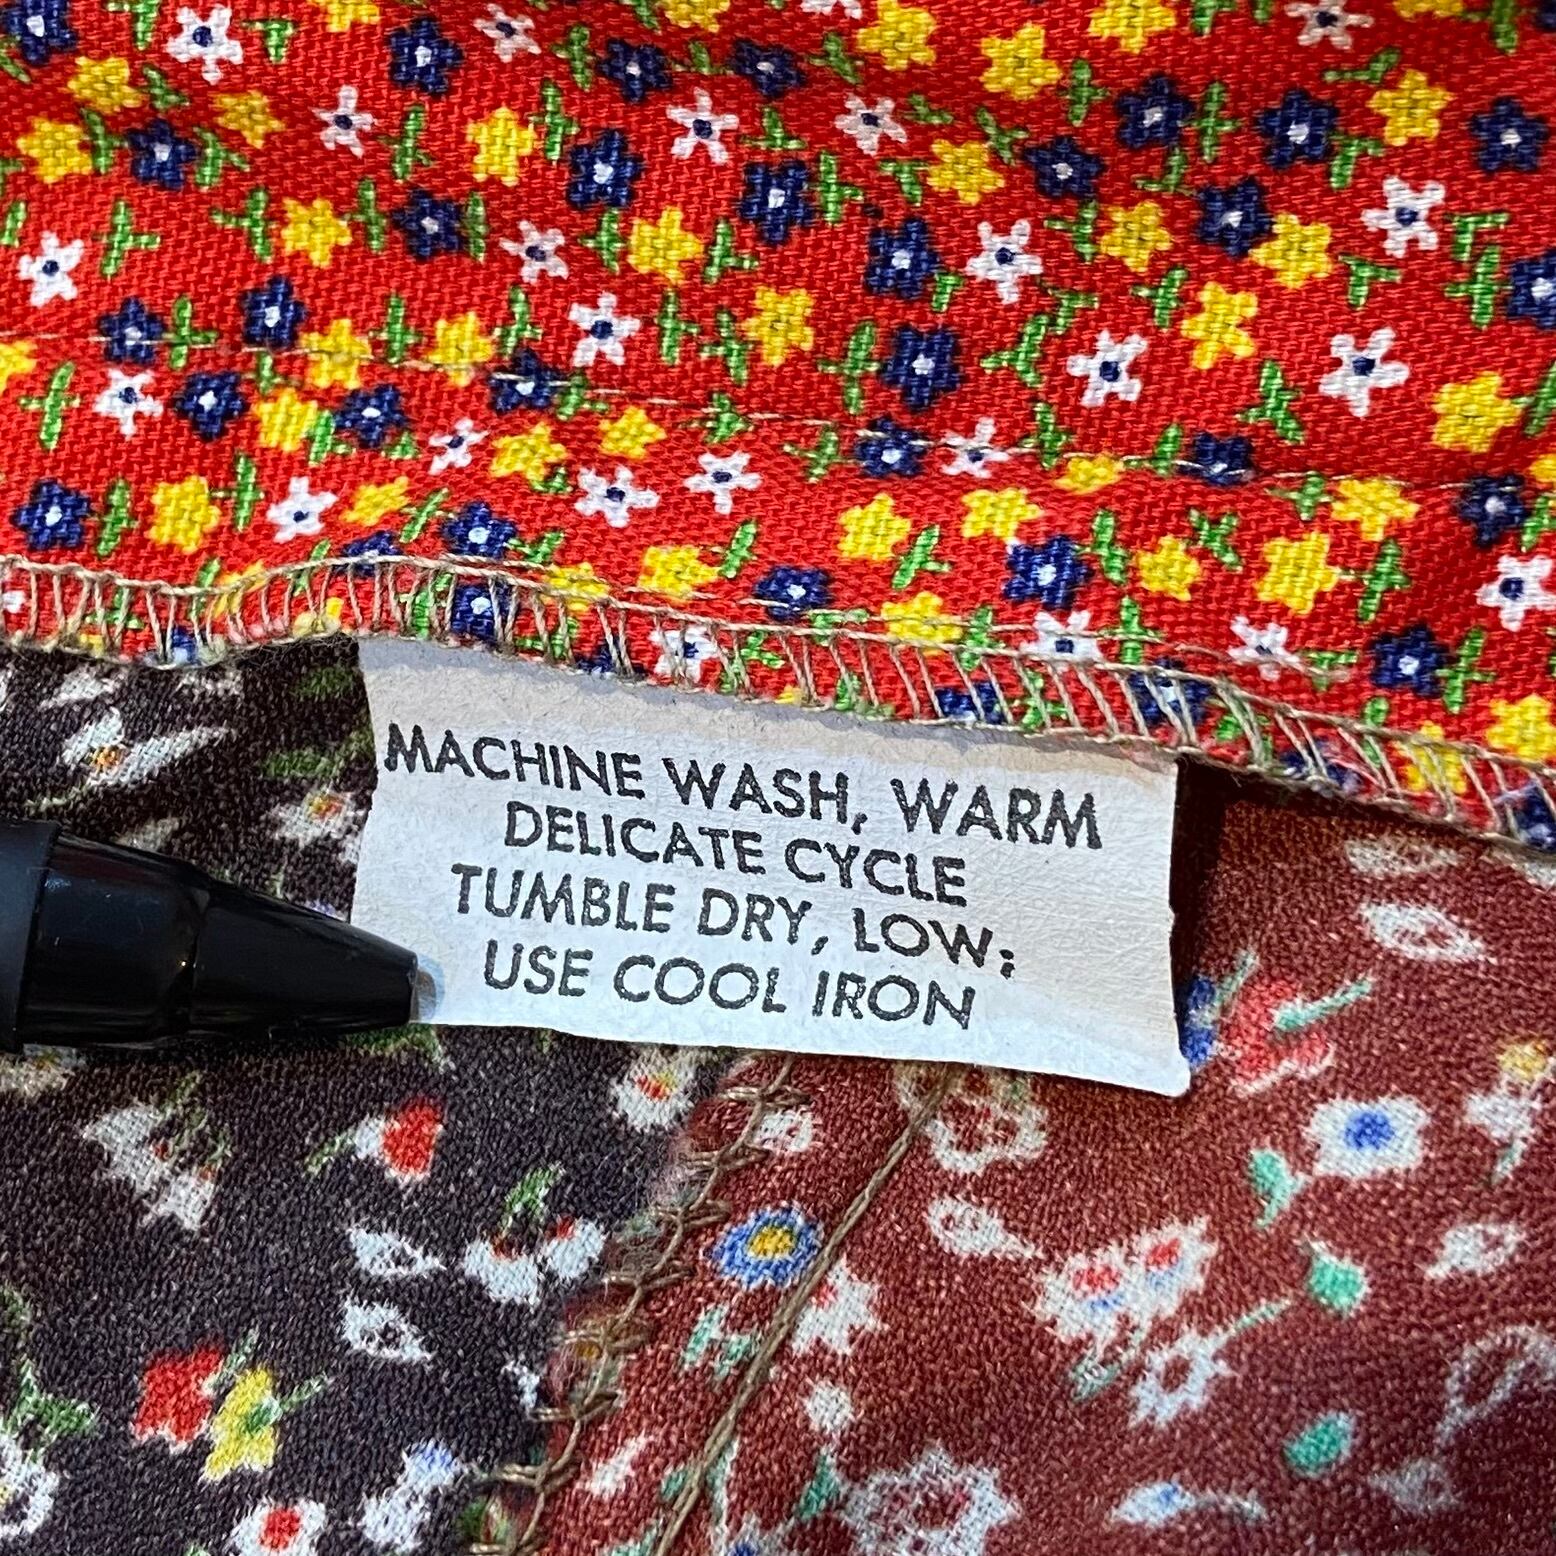 MACHINE WASH, WARM
DELICATE CYCLE
TUMBLE DRY, LOW;
USE COOL IRON